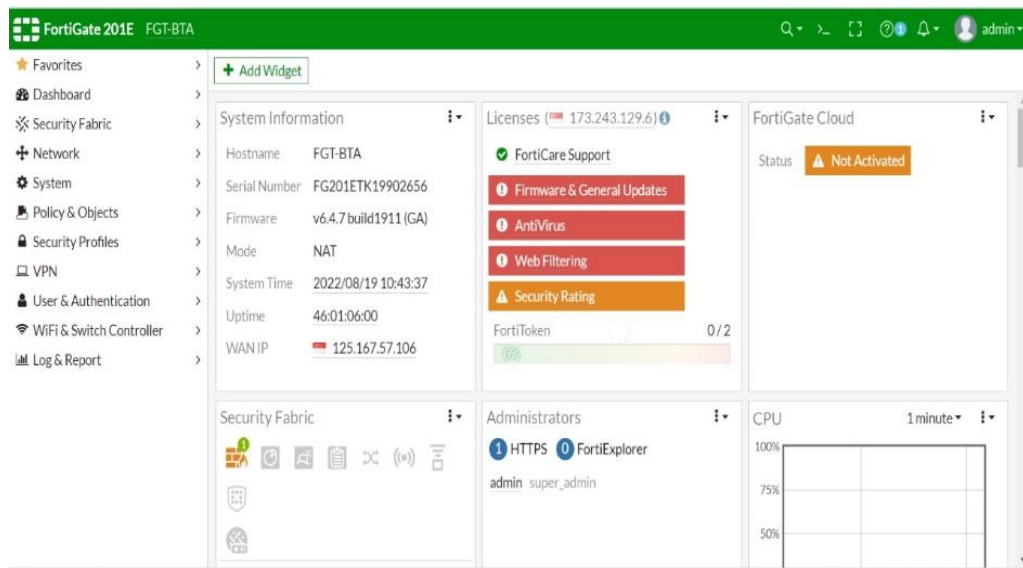 FortiGate 201E FGT-BTA
admin
Favorites
Dashboard
Security Fabric
Network
System
Policy & Objects
Security Profiles
VPN
User & Authentication
WiFi & Switch Controller
Log & Report
+ Add Widget
System Information
Hostname FGT-BTA
Serial Number FG201ETK19902656
Firmware v6.4.7 build1911 (GA)
Mode NAT
System Time 2022/08/19 10:43:37
Uptime 46:01:06:00
WAN IP 125.167.57.106
Licenses (173.243.129.6)
FortiCare Support
Firmware & General Updates
AntiVirus
Web Filtering
Security Rating
FortiToken 0/2
0%
FortiGate Cloud
Status Not Activated
Security Fabric
1
Administrators
1 HTTPS 0 FortiExplorer
admin super_admin
CPU 1 minute
100%
75%
50%